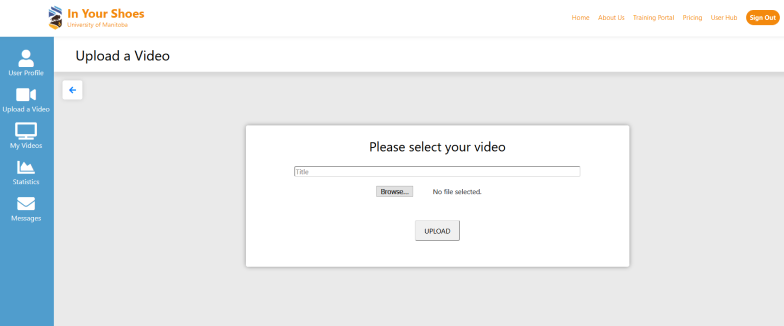 In Your Shoes
University of Manitoba
Home About Us Training Portal Pricing User Hub Sign Out
User Profile
Upload a Video
My Videos
Statistics
Messages
Upload a Video
Please select your video
Title
Browse... No file selected.
UPLOAD